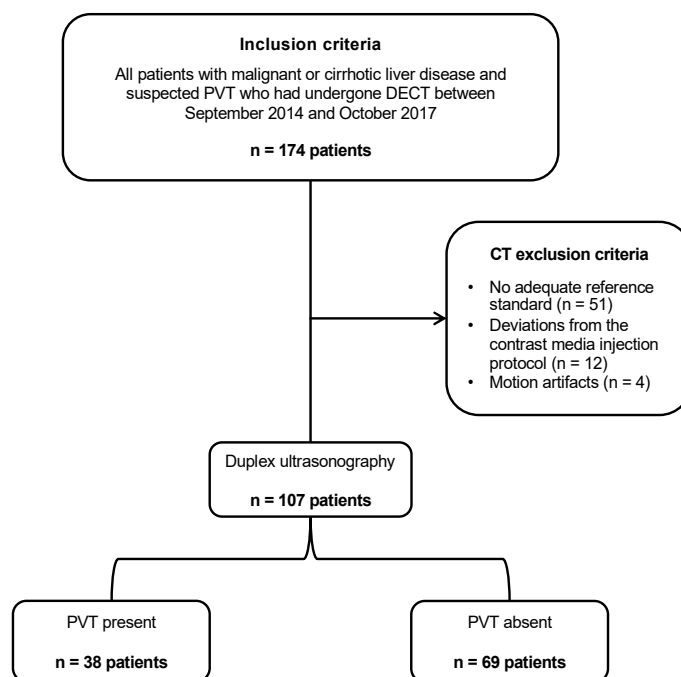 Inclusion criteria
All patients with malignant or cirrhotic liver disease and
suspected PVT who had undergone DECT between
September 2014 and October 2017
n = 174 patients
CT exclusion criteria
• No adequate reference
standard (n = 51)
• Deviations from the
contrast media injection
protocol (n = 12)
• Motion artifacts (n = 4)
Duplex ultrasonography
n = 107 patients
PVT present
n = 38 patients
PVT absent
n = 69 patients